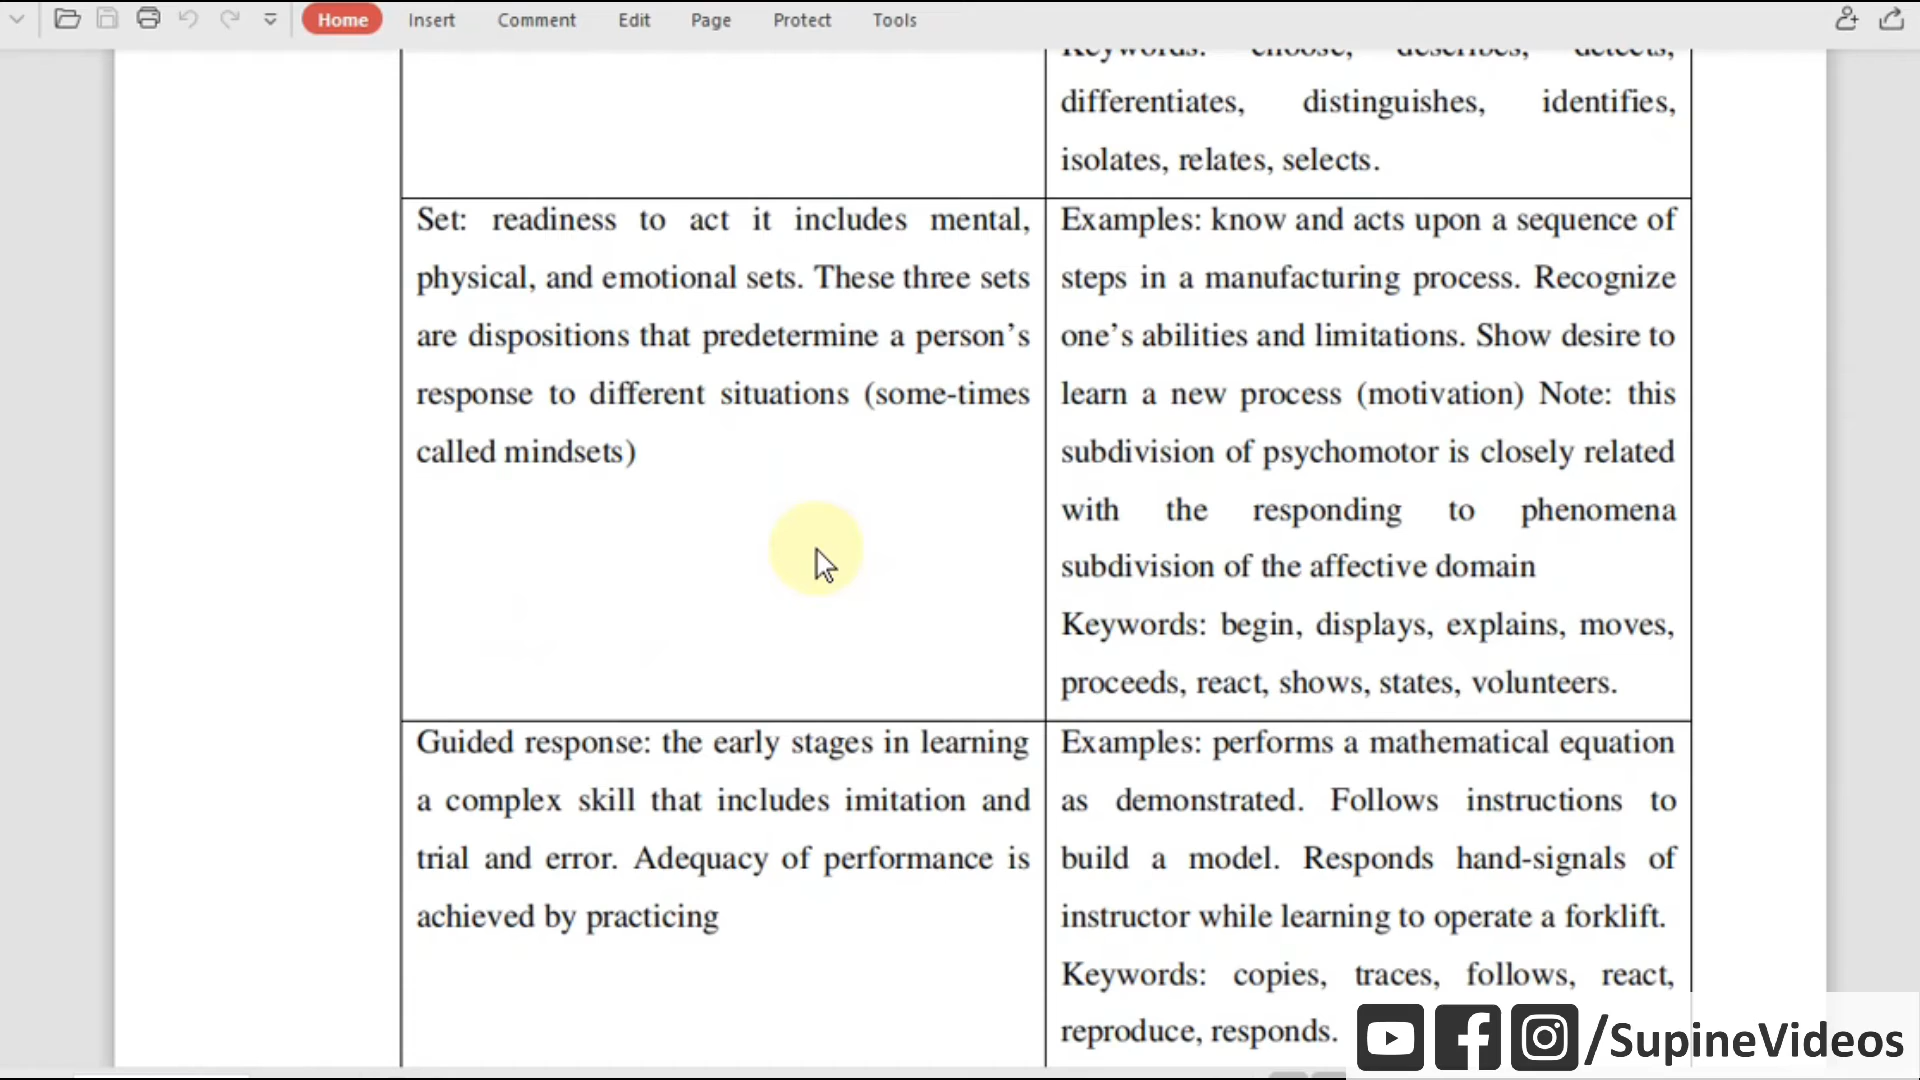 Home Insert Comment Edit Page Protect Tools
Keywords: choose, describes, detects,
differentiates, distinguishes, identifies,
isolates, relates, selects.
Set: readiness to act it includes mental,
physical, and emotional sets. These three sets
are dispositions that predetermine a person’s
response to different situations (some-times
called mindsets)
Examples: know and acts upon a sequence of
steps in a manufacturing process. Recognize
one’s abilities and limitations. Show desire to
learn a new process (motivation) Note: this
subdivision of psychomotor is closely related
with the responding to phenomena
subdivision of the affective domain
Keywords: begin, displays, explains, moves,
proceeds, react, shows, states, volunteers.
Guided response: the early stages in learning
a complex skill that includes imitation and
trial and error. Adequacy of performance is
achieved by practicing
Examples: performs a mathematical equation
as demonstrated. Follows instructions to
build a model. Responds hand-signals of
instructor while learning to operate a forklift.
Keywords: copies, traces, follows, react,
reproduce, responds.
/SupineVideos